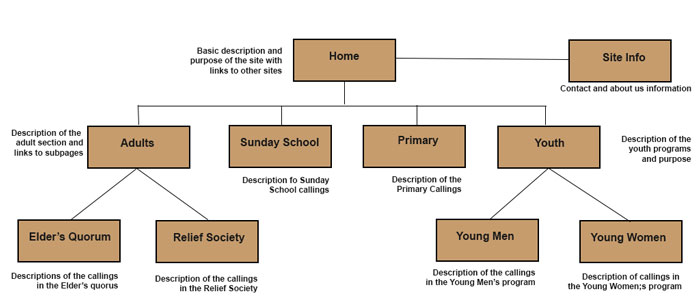 Basic description and
purpose of the site with
links to other sites
Home
Site Info
Contact and about us information
Description of the
adult section and
links to subpages
Adults
Sunday School
Primary
Youth
Description of the
youth programs
and purpose
Description fo Sunday
School callings
Description of the
Primary Callings
Elder's Quorum
Relief Society
Young Men
Young Women
Descriptions of the callings
in the Elder's quorus
Description of the callings
in the Relief Society
Description of the callings
in the Young Men's program
Description of callings in
the Young Women;s program